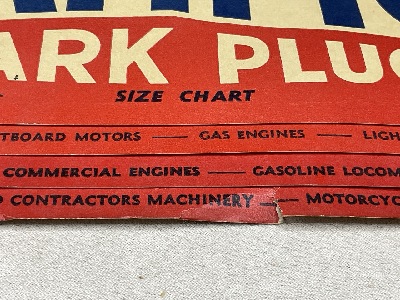 ARK PLUG
SIZE CHART
TBOARD MOTORS — GAS ENGINES — LIGH
COMMERCIAL ENGINES — GASOLINE LOCOM
CONTRACTORS MACHINERY — MOTORCYC